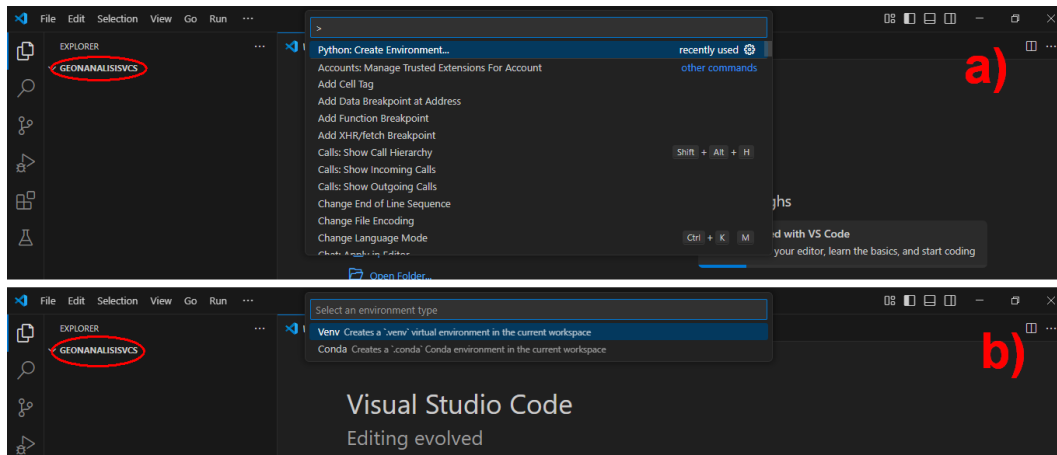 File Edit Selection View Go Run ...
EXPLORER ...
GEONANALISISVCS
>
Python: Create Environment... recently used
Accounts: Manage Trusted Extensions For Account other commands
Add Cell Tag
Add Data Breakpoint at Address
Add Function Breakpoint
Add XHR/fetch Breakpoint
Calls: Show Call Hierarchy Shift + Alt + H
Calls: Show Incoming Calls
Calls: Show Outgoing Calls
Change End of Line Sequence
Change File Encoding
Change Language Mode Ctrl + K M
Chat: Apply in Editor
Open Folder...
a)
ghs
d with VS Code
your editor, learn the basics, and start coding
File Edit Selection View Go Run ...
EXPLORER ...
GEONANALISISVCS
Select an environment type
Venv Creates a `.venv` virtual environment in the current workspace
Conda Creates a `.conda` Conda environment in the current workspace
b)
Visual Studio Code
Editing evolved